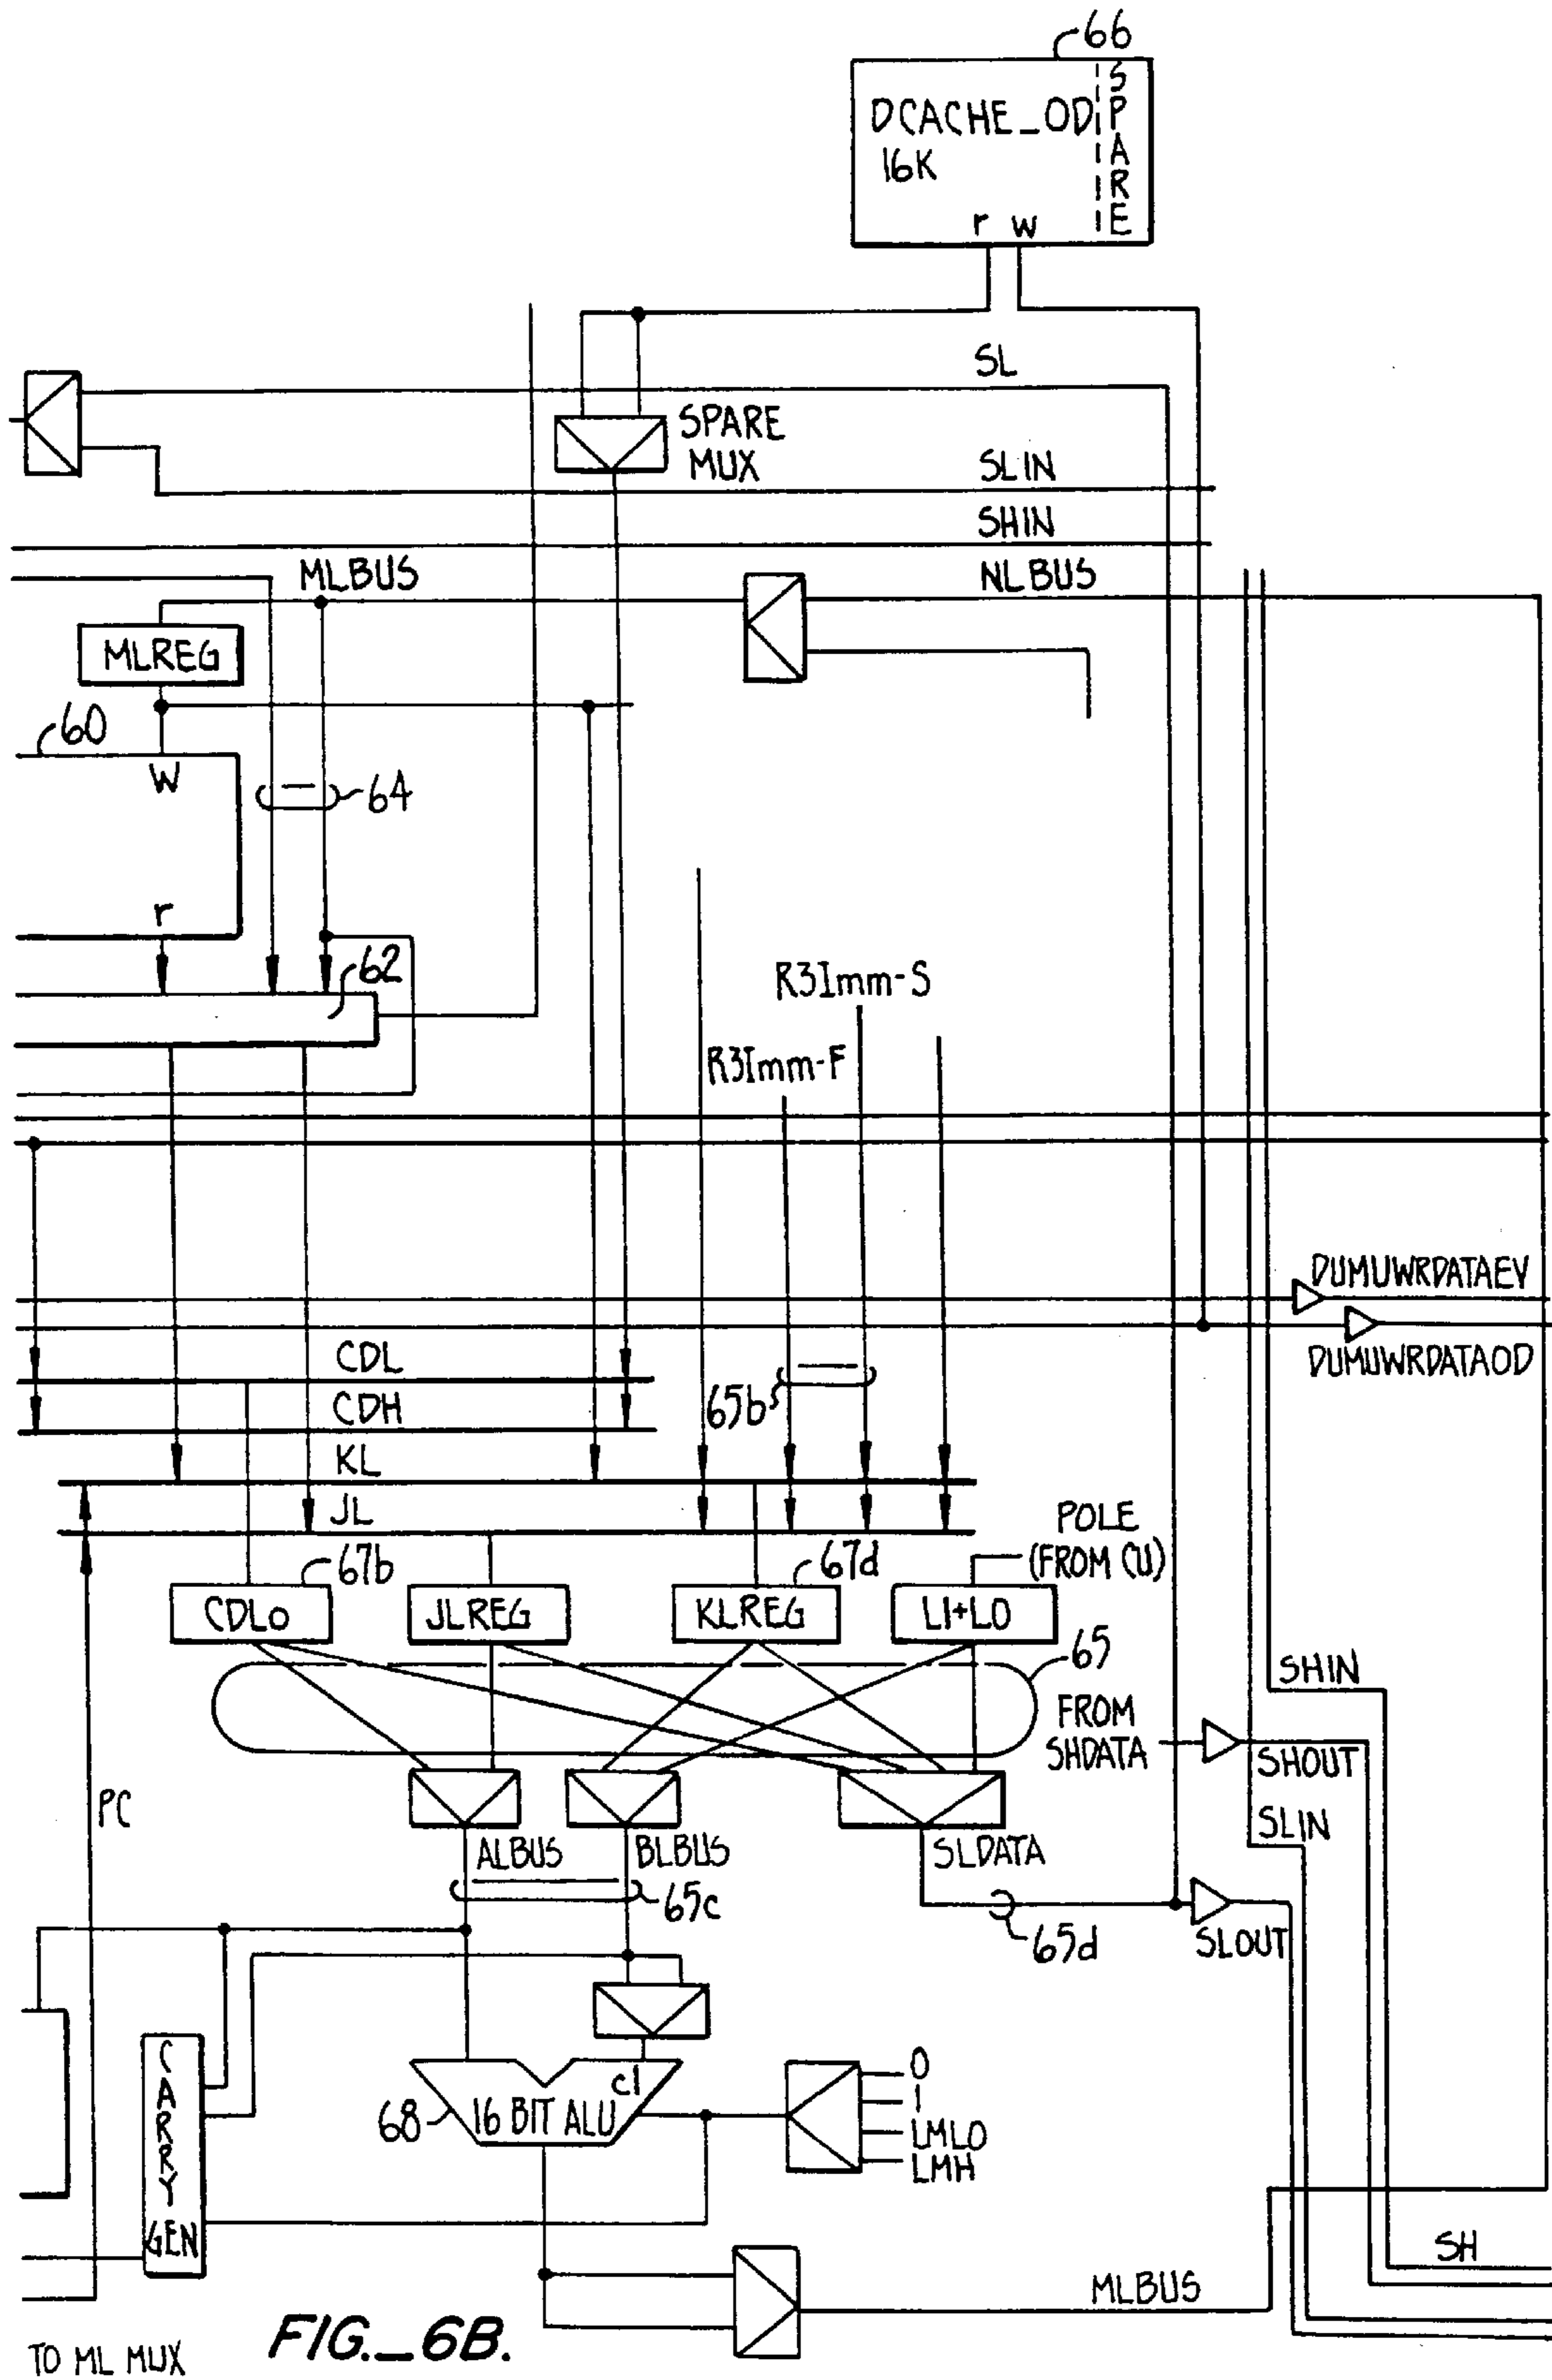 66
DCACHE_OD
16K
SPARE
r w
SL
SPARE
MUX
SLIN
SHIN
MLBUS
NLBUS
MLREG
60
W
64
r
62
R3Imm-S
R3Imm-F
DUMUWRDATAEV
DUMUWRDATAOD
CDL
CDH
65b
KL
JL
POLE
(FROM CU)
67b
67d
CDLo
JLREG
KLREG
LI+LO
65
SHIN
FROM
SHDATA
SHOUT
PC
SLIN
ALBUS
BLBUS
SLDATA
65c
65d
SLOUT
CARRY
GEN
cl
68
16 BIT ALU
0
1
LMLO
LMH
SH
MLBUS
TO ML MUX
FIG._6B.